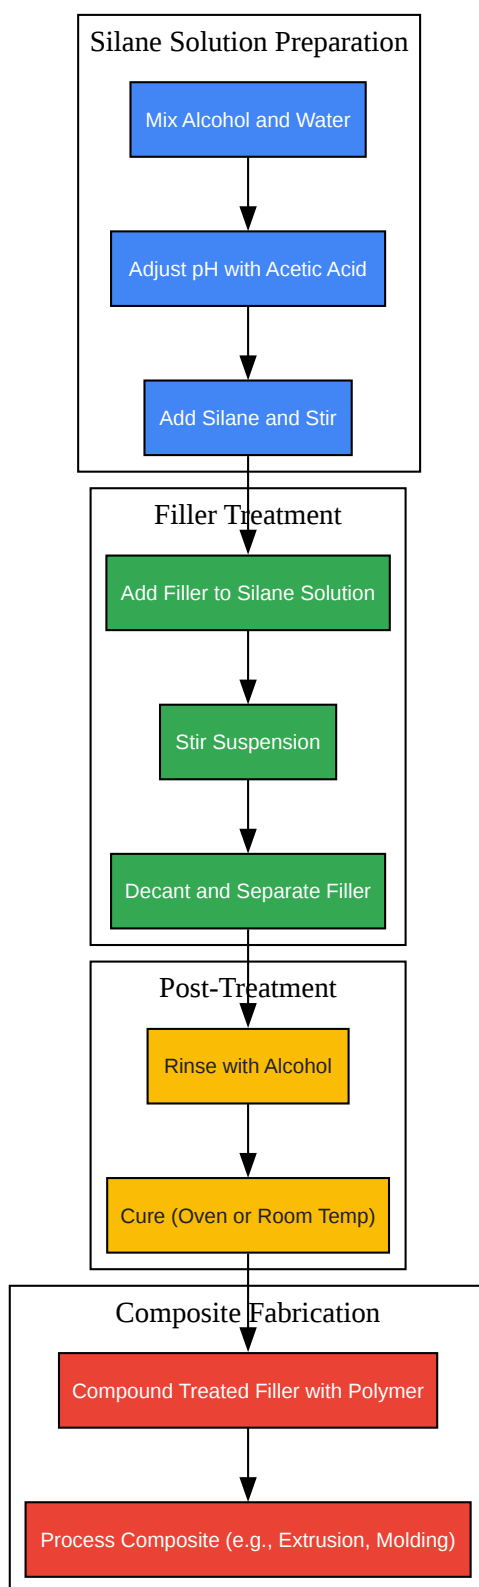 Silane Solution Preparation
Mix Alcohol and Water
Adjust pH with Acetic Acid
Add Silane and Stir
Filler Treatment
Add Filler to Silane Solution
Stir Suspension
Decant and Separate Filler
Post-Treatment
Rinse with Alcohol
Cure (Oven or Room Temp)
Composite Fabrication
Compound Treated Filler with Polymer
Process Composite (e.g., Extrusion, Molding)